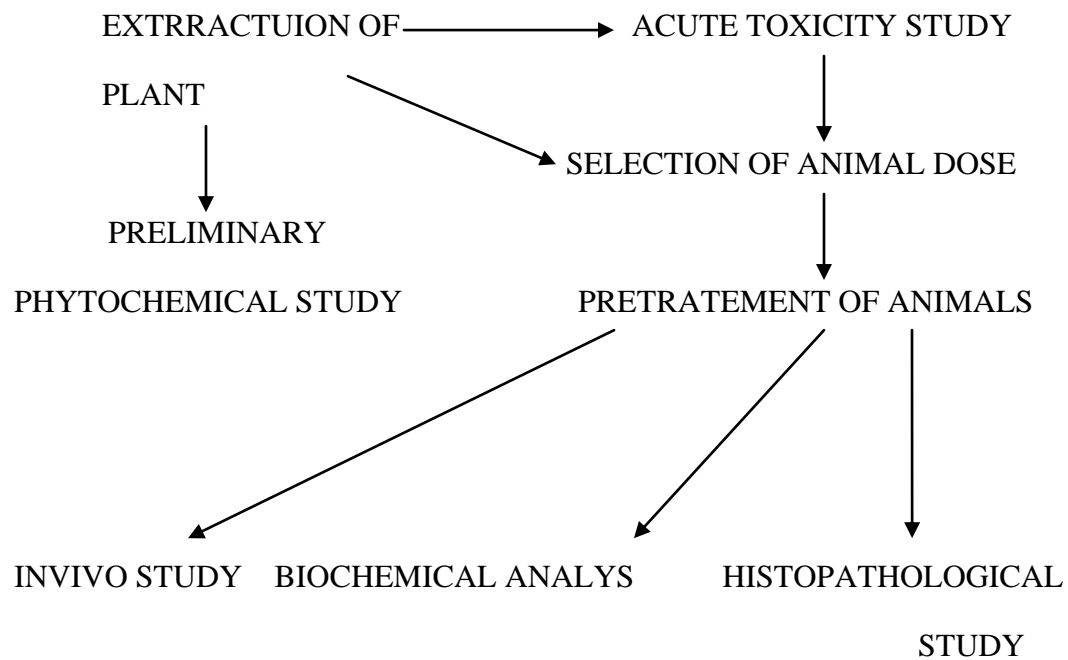 EXTRRACTUION OF ACUTE TOXICITY STUDY
PLANT
SELECTION OF ANIMAL DOSE
PRELIMINARY
PHYTOCHEMICAL STUDY PRETRATEMENT OF ANIMALS
INVIVO STUDY BIOCHEMICAL ANALYS HISTOPATHOLOGICAL
STUDY